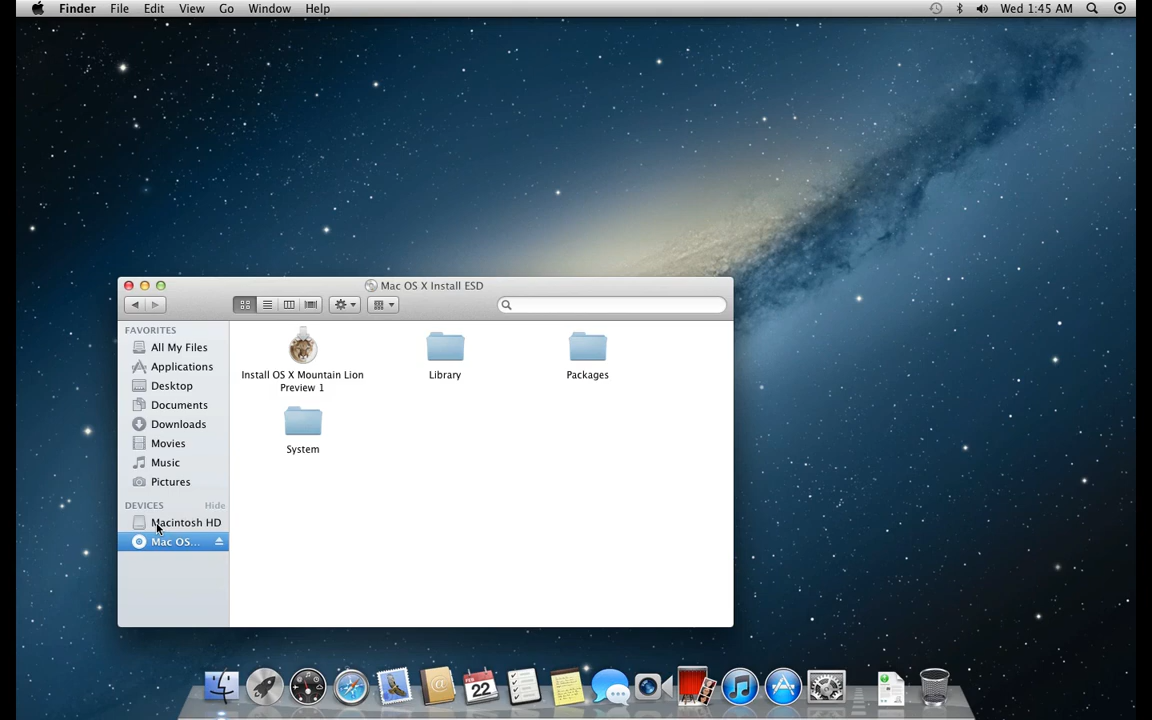 Finder File Edit View Go Window Help Wed 1:45 AM
Mac OS X Install ESD
FAVORITES
All My Files
Applications
Desktop
Documents
Downloads
Movies
Music
Pictures
DEVICES Hide
Macintosh HD
Mac OS...
Install OS X Mountain Lion
Preview 1
Library
Packages
System
FEB
22